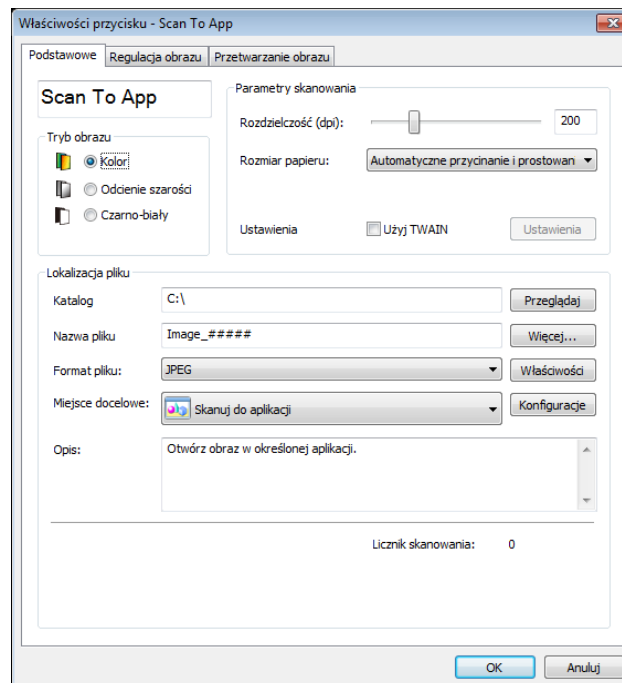 Właściwości przycisku - Scan To App
Podstawowe Regulacja obrazu Przetwarzanie obrazu
Scan To App
Tryb obrazu
Kolor
Odcienie szarości
Czarno-biały
Parametry skanowania
Rozdzielczość (dpi): 200
Rozmiar papieru: Automatyczne przycinanie i prostowan
Ustawienia Użyj TWAIN Ustawienia
Lokalizacja pliku
Katalog C:\ Przeglądaj
Nazwa pliku Image_##### Więcej...
Format pliku: JPEG Właściwości
Miejsce docelowe: Skanuj do aplikacji Konfiguracje
Opis: Otwórz obraz w określonej aplikacji.
Licznik skanowania: 0
OK Anuluj